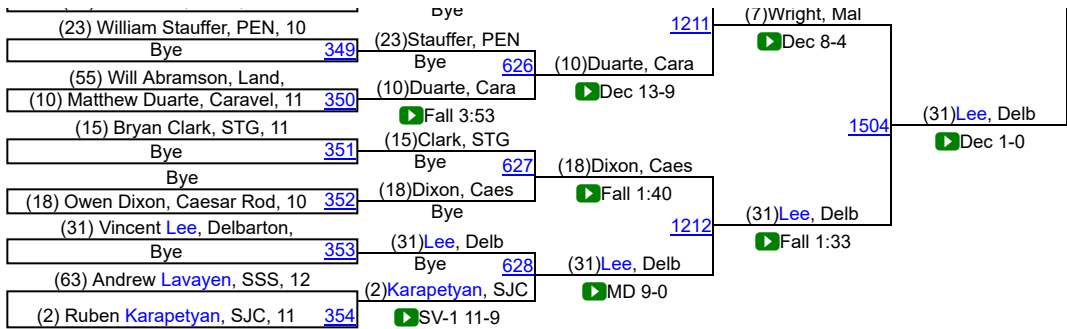 Bye
(7)Wright, Mal
(23) William Stauffer, PEN, 10
1211
(23)Stauffer, PEN
Dec 8-4
Bye
349
Bye
626
(10)Duarte, Cara
(55) Will Abramson, Land,
(10)Duarte, Cara
Dec 13-9
(10) Matthew Duarte, Caravel, 11
350
Fall 3:53
(31)Lee, Delb
(15) Bryan Clark, STG, 11
1504
(15)Clark, STG
Dec 1-0
Bye
351
Bye
627
(18)Dixon, Caes
Bye
(18)Dixon, Caes
Fall 1:40
(18) Owen Dixon, Caesar Rod, 10
352
Bye
(31) Vincent Lee, Delbarton,
1212
(31)Lee, Delb
(31)Lee, Delb
Fall 1:33
Bye
353
Bye
628
(31)Lee, Delb
(63) Andrew Lavayen, SSS, 12
(2)Karapetyan, SJC
MD 9-0
(2) Ruben Karapetyan, SJC, 11
354
SV-1 11-9